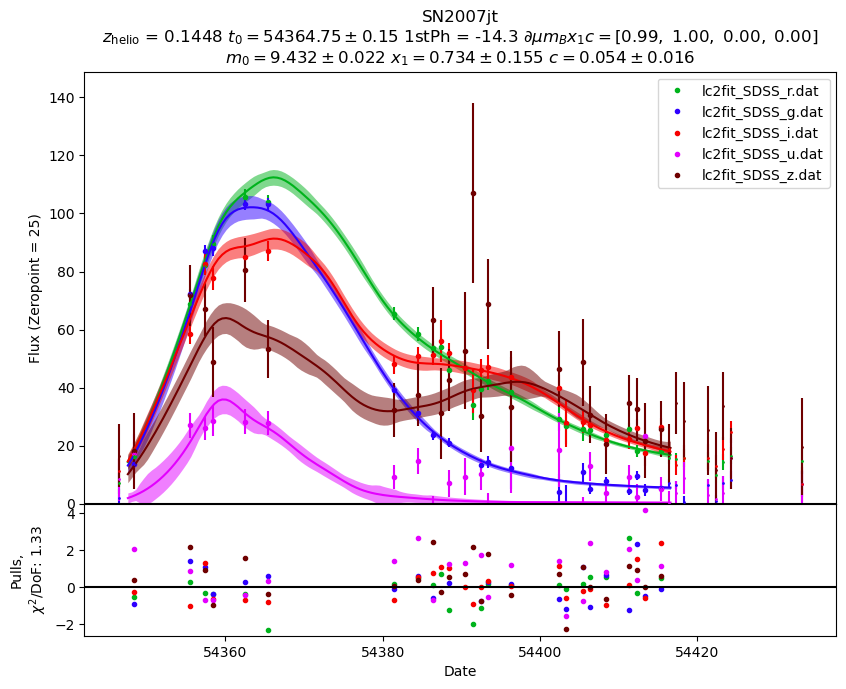 SN2007jt
z_helio = 0.1448 t_0 = 54364.75 ± 0.15 1stPh = -14.3 ∂μm_Bx_1c = [0.99, 1.00, 0.00, 0.00]
m_0 = 9.432 ± 0.022 x_1 = 0.734 ± 0.155 c = 0.054 ± 0.016
lc2fit_SDSS_r.dat
lc2fit_SDSS_g.dat
lc2fit_SDSS_i.dat
lc2fit_SDSS_u.dat
lc2fit_SDSS_z.dat
Flux (Zeropoint = 25)
140
120
100
80
60
40
20
0
Pulls,
χ²/DoF: 1.33
4
2
0
−2
54360 54380 54400 54420
Date